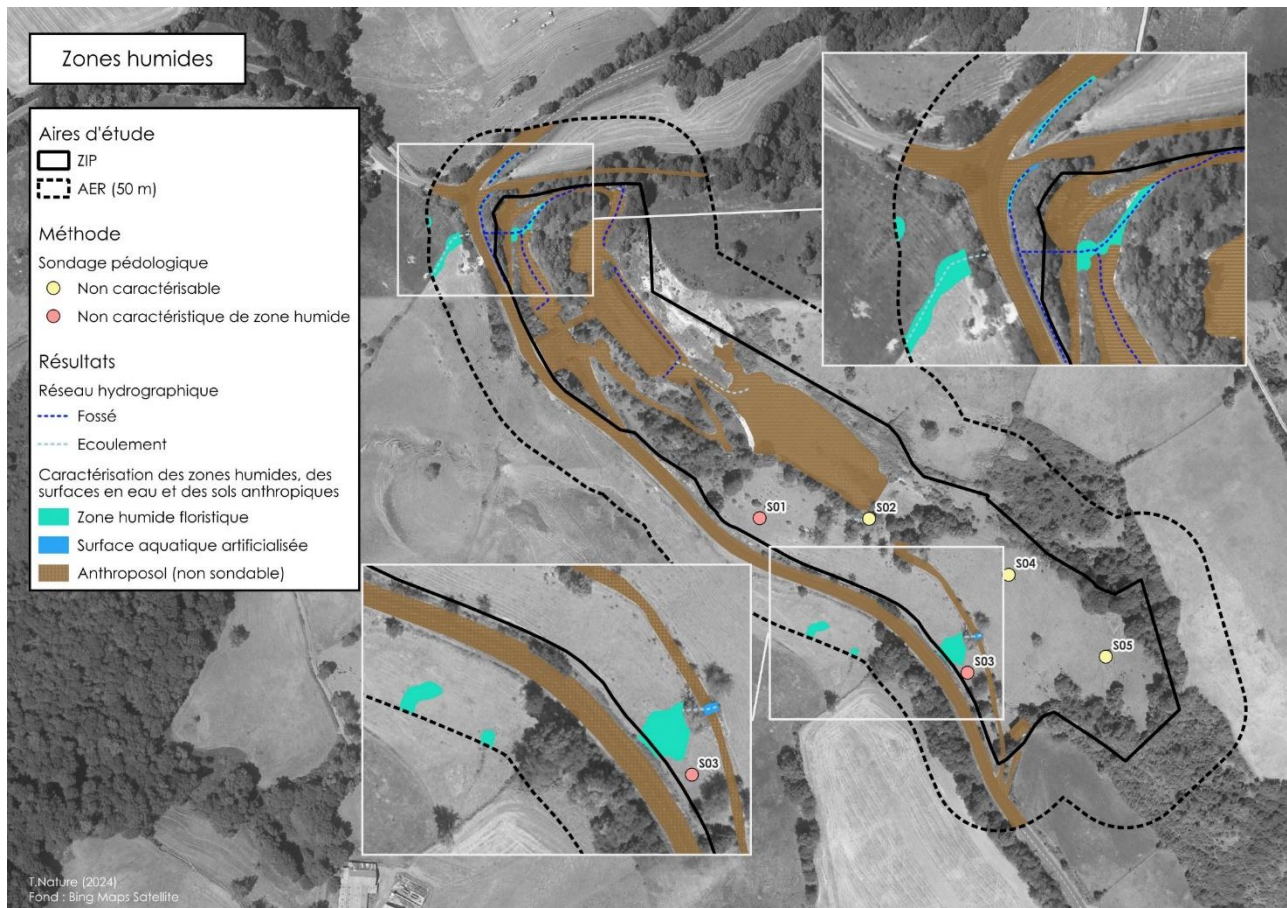 Zones humides
Aires d'étude
ZIP
AER (50 m)
Méthode
Sondage pédologique
Non caractérisable
Non caractéristique de zone humide
Résultats
Réseau hydrographique
Fossé
Ecoulement
Caractérisation des zones humides, des
surfaces en eau et des sols anthropiques
Zone humide floristique
Surface aquatique artificialisée
Anthroposol (non sondable)
S01
S02
S04
S03
S05
S03
T.Nature (2024)
Fond : Bing Maps Satellite